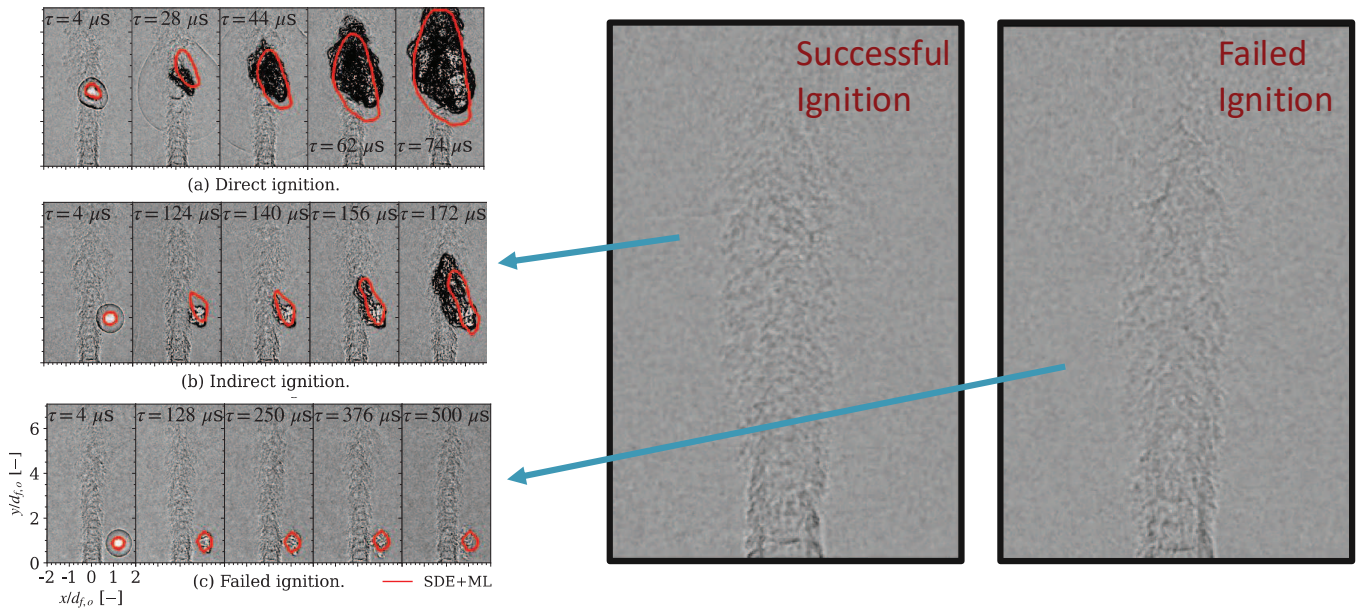 τ = 4 μs τ = 28 μs τ = 44 μs
τ = 62 μs τ = 74 μs
(a) Direct ignition.
τ = 4 μs τ = 124 μs τ = 140 μs τ = 156 μs τ = 172 μs
(b) Indirect ignition.
τ = 4 μs τ = 128 μs τ = 250 μs τ = 376 μs τ = 500 μs
6
4
2
0
y/d_{f,o} [−]
-2 -1 0 1 2
x/d_{f,o} [−]
(c) Failed ignition.
SDE+ML
Successful
Ignition
Failed
Ignition